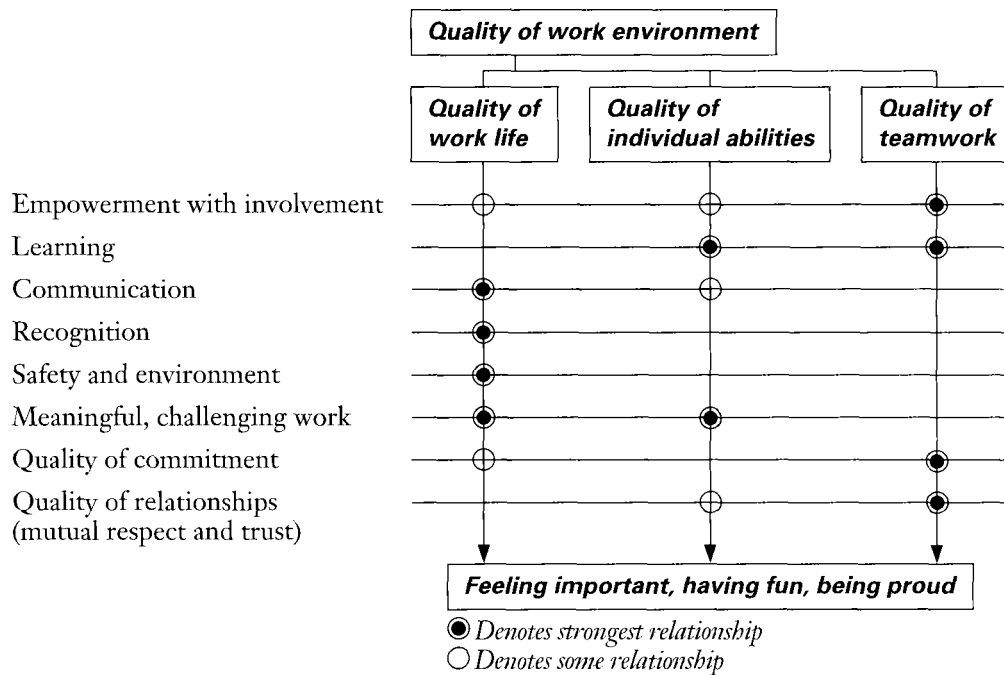 Quality of work environment
Quality of
work life
Quality of
individual abilities
Quality of
teamwork
Empowerment with involvement
Learning
Communication
Recognition
Safety and environment
Meaningful, challenging work
Quality of commitment
Quality of relationships
(mutual respect and trust)
Feeling important, having fun, being proud
Denotes strongest relationship
Denotes some relationship